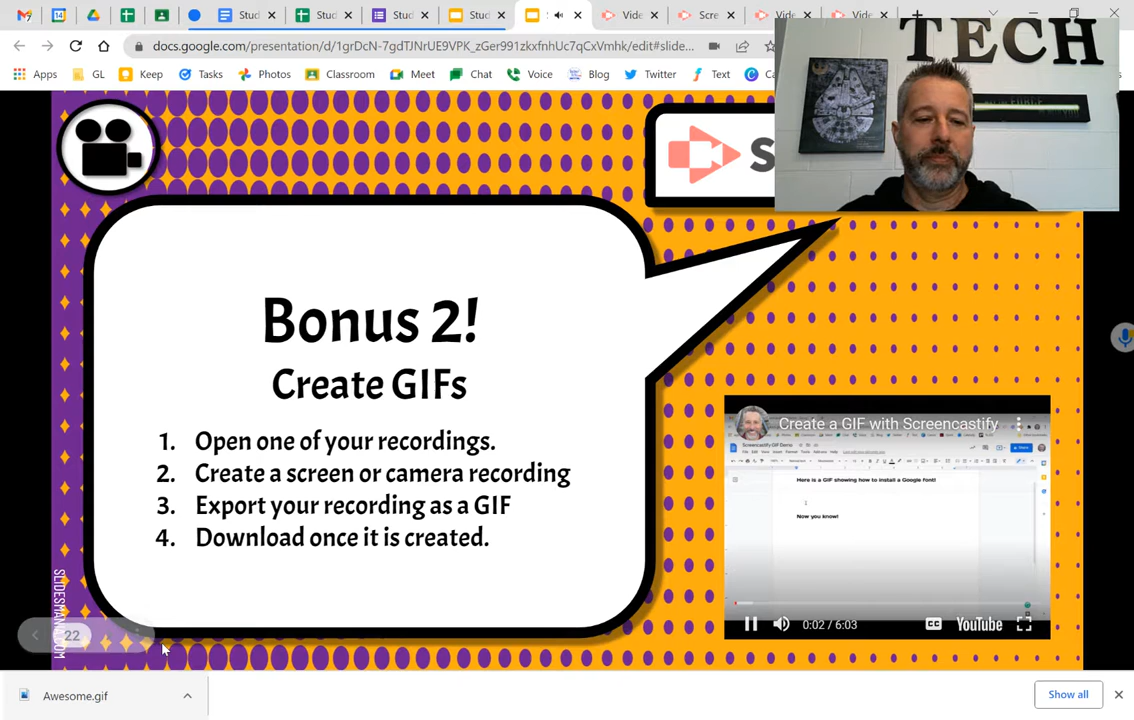 Stud
Stud
Stud
Stud
Vide
Scre
Vide
Vide
docs.google.com/presentation/d/1grDcN-7gdTJNrUE9VPK_zGer991zkxfnhUc7qCxVmhk/edit#slide...
Apps
GL
Keep
Tasks
Photos
Classroom
Meet
Chat
Voice
Blog
Twitter
Text
Ca
TECH
S
Bonus 2!
Create GIFs
1. Open one of your recordings.
2. Create a screen or camera recording
3. Export your recording as a GIF
4. Download once it is created.
Create a GIF with Screencastify
Screencastify GIF Demo
Here is a GIF showing how to install a Google font!
Now you know!
0:02 / 6:03
CC
YouTube
SLIDESMANIA.COM
22
Awesome.gif
Show all